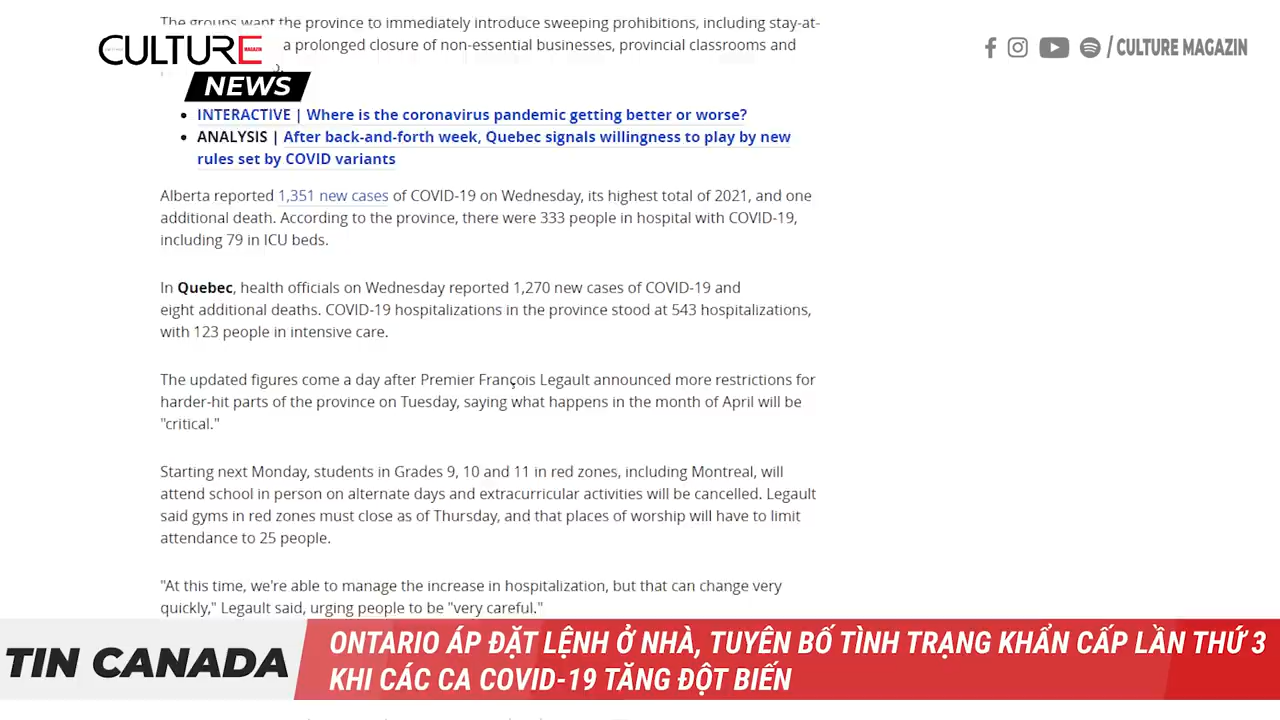 The groups want the province to immediately introduce sweeping prohibitions, including stay-at-
a prolonged closure of non-essential businesses, provincial classrooms and
CULTURE MAGAZIN
NEWS
/ CULTURE MAGAZIN
• INTERACTIVE | Where is the coronavirus pandemic getting better or worse?
• ANALYSIS | After back-and-forth week, Quebec signals willingness to play by new
rules set by COVID variants
Alberta reported 1,351 new cases of COVID-19 on Wednesday, its highest total of 2021, and one
additional death. According to the province, there were 333 people in hospital with COVID-19,
including 79 in ICU beds.
In Quebec, health officials on Wednesday reported 1,270 new cases of COVID-19 and
eight additional deaths. COVID-19 hospitalizations in the province stood at 543 hospitalizations,
with 123 people in intensive care.
The updated figures come a day after Premier François Legault announced more restrictions for
harder-hit parts of the province on Tuesday, saying what happens in the month of April will be
"critical."
Starting next Monday, students in Grades 9, 10 and 11 in red zones, including Montreal, will
attend school in person on alternate days and extracurricular activities will be cancelled. Legault
said gyms in red zones must close as of Thursday, and that places of worship will have to limit
attendance to 25 people.
"At this time, we're able to manage the increase in hospitalization, but that can change very
quickly," Legault said, urging people to be "very careful."
TIN CANADA
ONTARIO ÁP ĐẶT LỆNH Ở NHÀ, TUYÊN BỐ TÌNH TRẠNG KHẨN CẤP LẦN THỨ 3
KHI CÁC CA COVID-19 TĂNG ĐỘT BIẾN